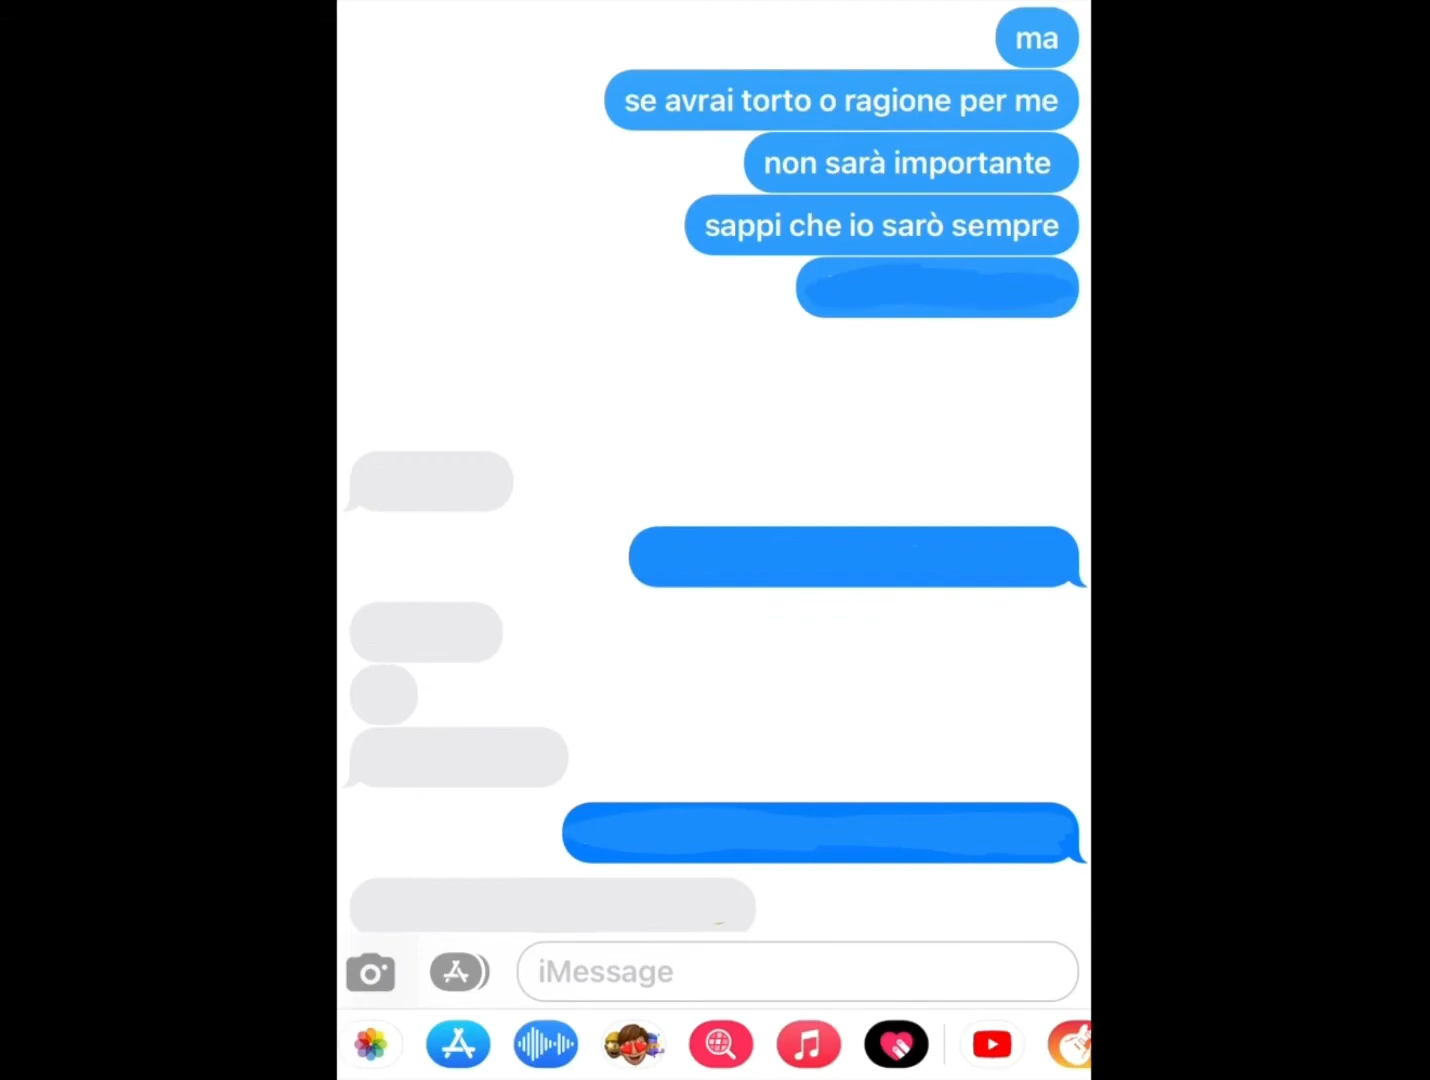 ma
se avrai torto o ragione per me
non sarà importante
sappi che io sarò sempre
iMessage